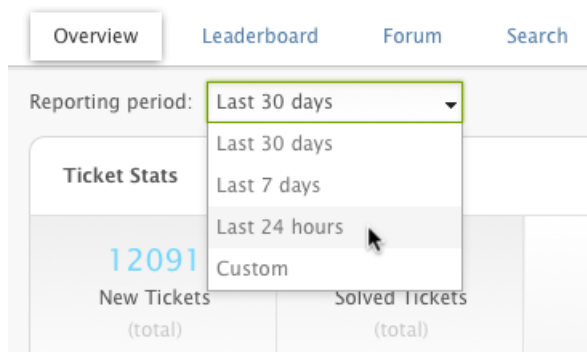 Overview Leaderboard Forum Search
Reporting period: Last 30 days
Last 30 days
Last 7 days
Last 24 hours
Custom
Ticket Stats
12091
New Tickets Solved Tickets
(total) (total)